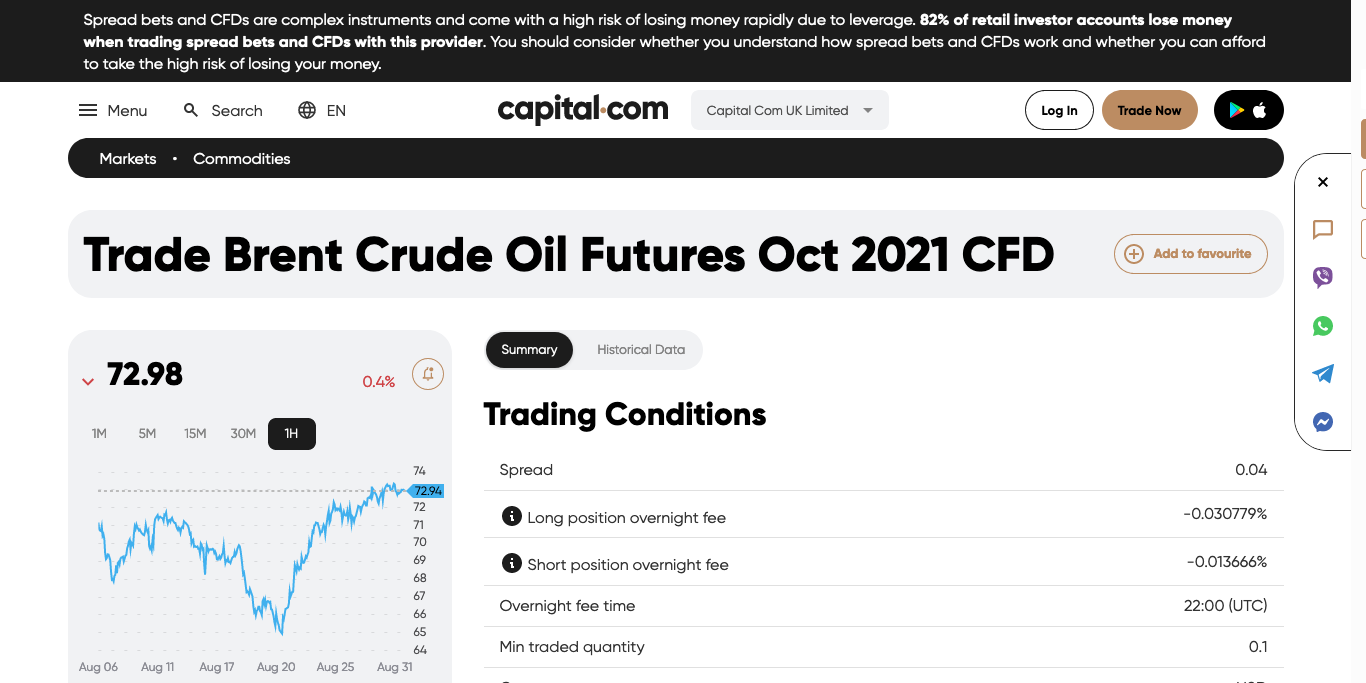 Spread bets and CFDs are complex instruments and come with a high risk of losing money rapidly due to leverage. 82% of retail investor accounts lose money
when trading spread bets and CFDs with this provider. You should consider whether you understand how spread bets and CFDs work and whether you can afford
to take the high risk of losing your money.
Menu
Search
EN
capital.com
Capital Com UK Limited
Log In
Trade Now
Markets • Commodities
Trade Brent Crude Oil Futures Oct 2021 CFD
Add to favourite
72.98
0.4%
1M 5M 15M 30M 1H
74
72.94
72
71
70
69
68
67
66
65
64
Aug 06 Aug 11 Aug 17 Aug 20 Aug 25 Aug 31
Summary
Historical Data
Trading Conditions
Spread 0.04
Long position overnight fee -0.030779%
Short position overnight fee -0.013666%
Overnight fee time 22:00 (UTC)
Min traded quantity 0.1